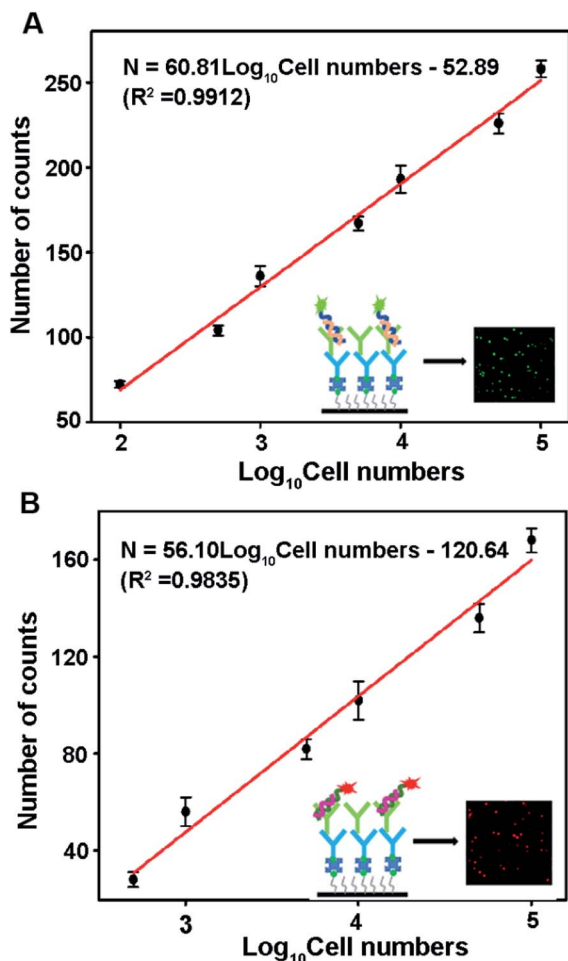 A
N = 60.81Log₁₀Cell numbers - 52.89
(R² =0.9912)
250
200
150
100
50
Number of counts
2 3 4 5
Log₁₀Cell numbers
B
N = 56.10Log₁₀Cell numbers - 120.64
(R² =0.9835)
160
120
80
40
Number of counts
3 4 5
Log₁₀Cell numbers